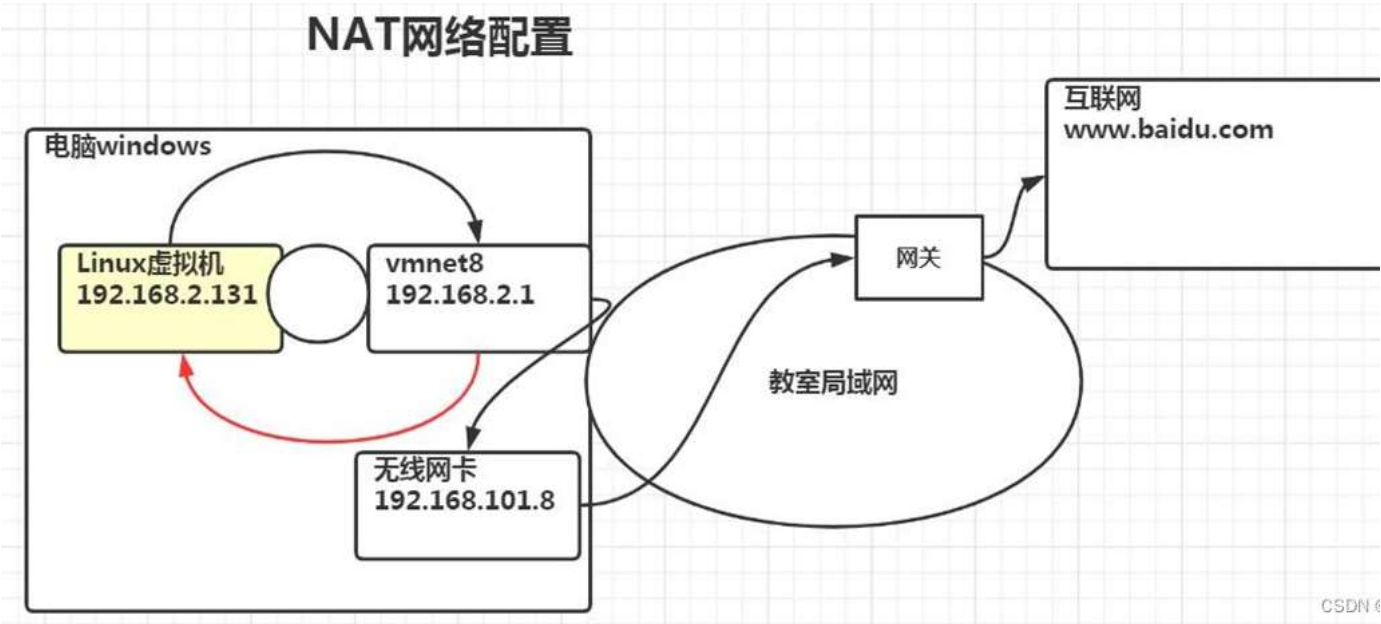 NAT网络配置
电脑windows
Linux虚拟机
192.168.2.131
vmnet8
192.168.2.1
无线网卡
192.168.101.8
网关
教室局域网
互联网
www.baidu.com
CSDN